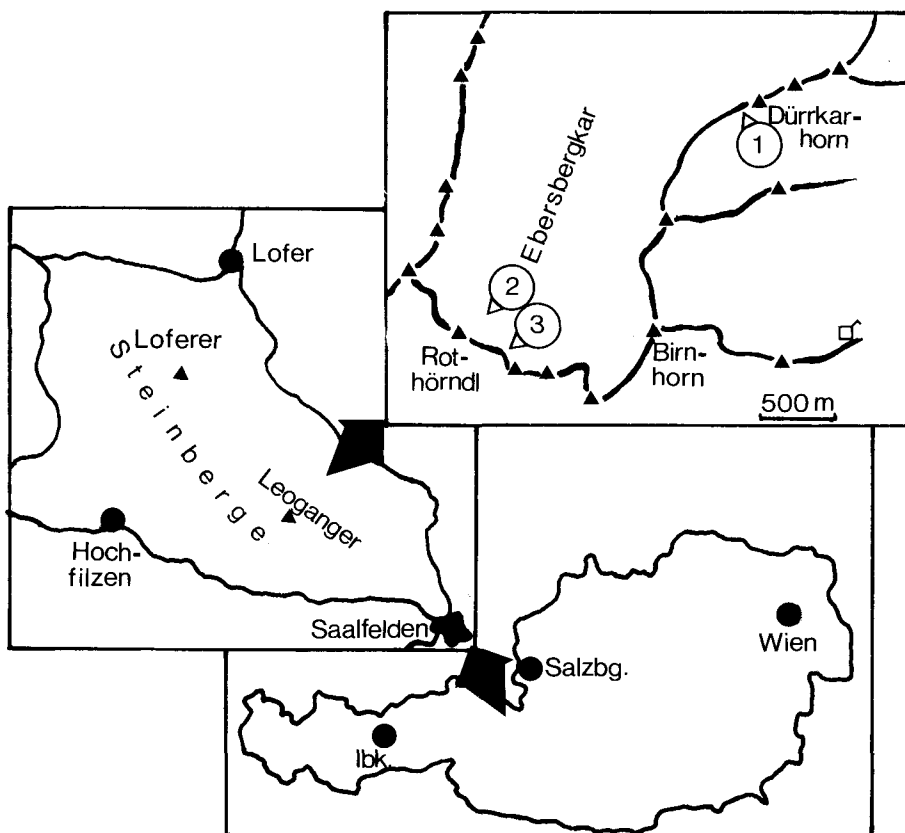 Dürrkar-
horn
1
Ebersbergkar
2
3
Rot-
hörndl
Birn-
horn
500 m
Lofer
Loferer
Steinberge
Leoganger
Hoch-
filzen
Saalfelden
Wien
Salzbg.
Ibk.